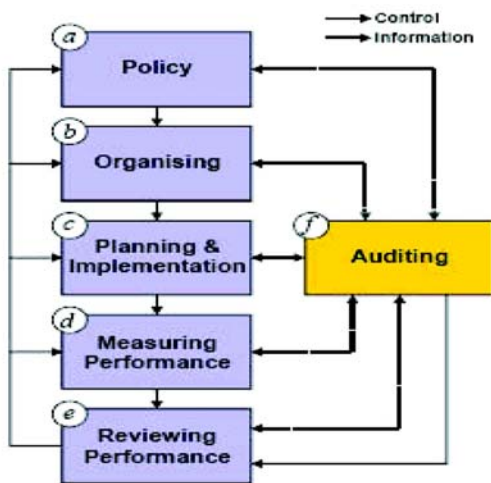 Control
Information
a
Policy
b
Organising
c
Planning &
Implementation
f
Auditing
d
Measuring
Performance
e
Reviewing
Performance